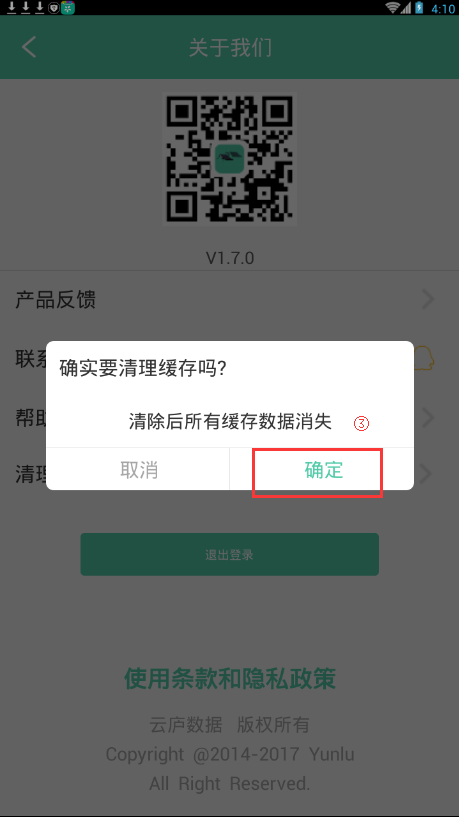 4:10
关于我们
V1.7.0
产品反馈
联系
确实要清理缓存吗?
清除后所有缓存数据消失 ③
帮助
清理
取消 确定
退出登录
使用条款和隐私政策
云庐数据 版权所有
Copyright @2014-2017 Yunlu
All Right Reserved.